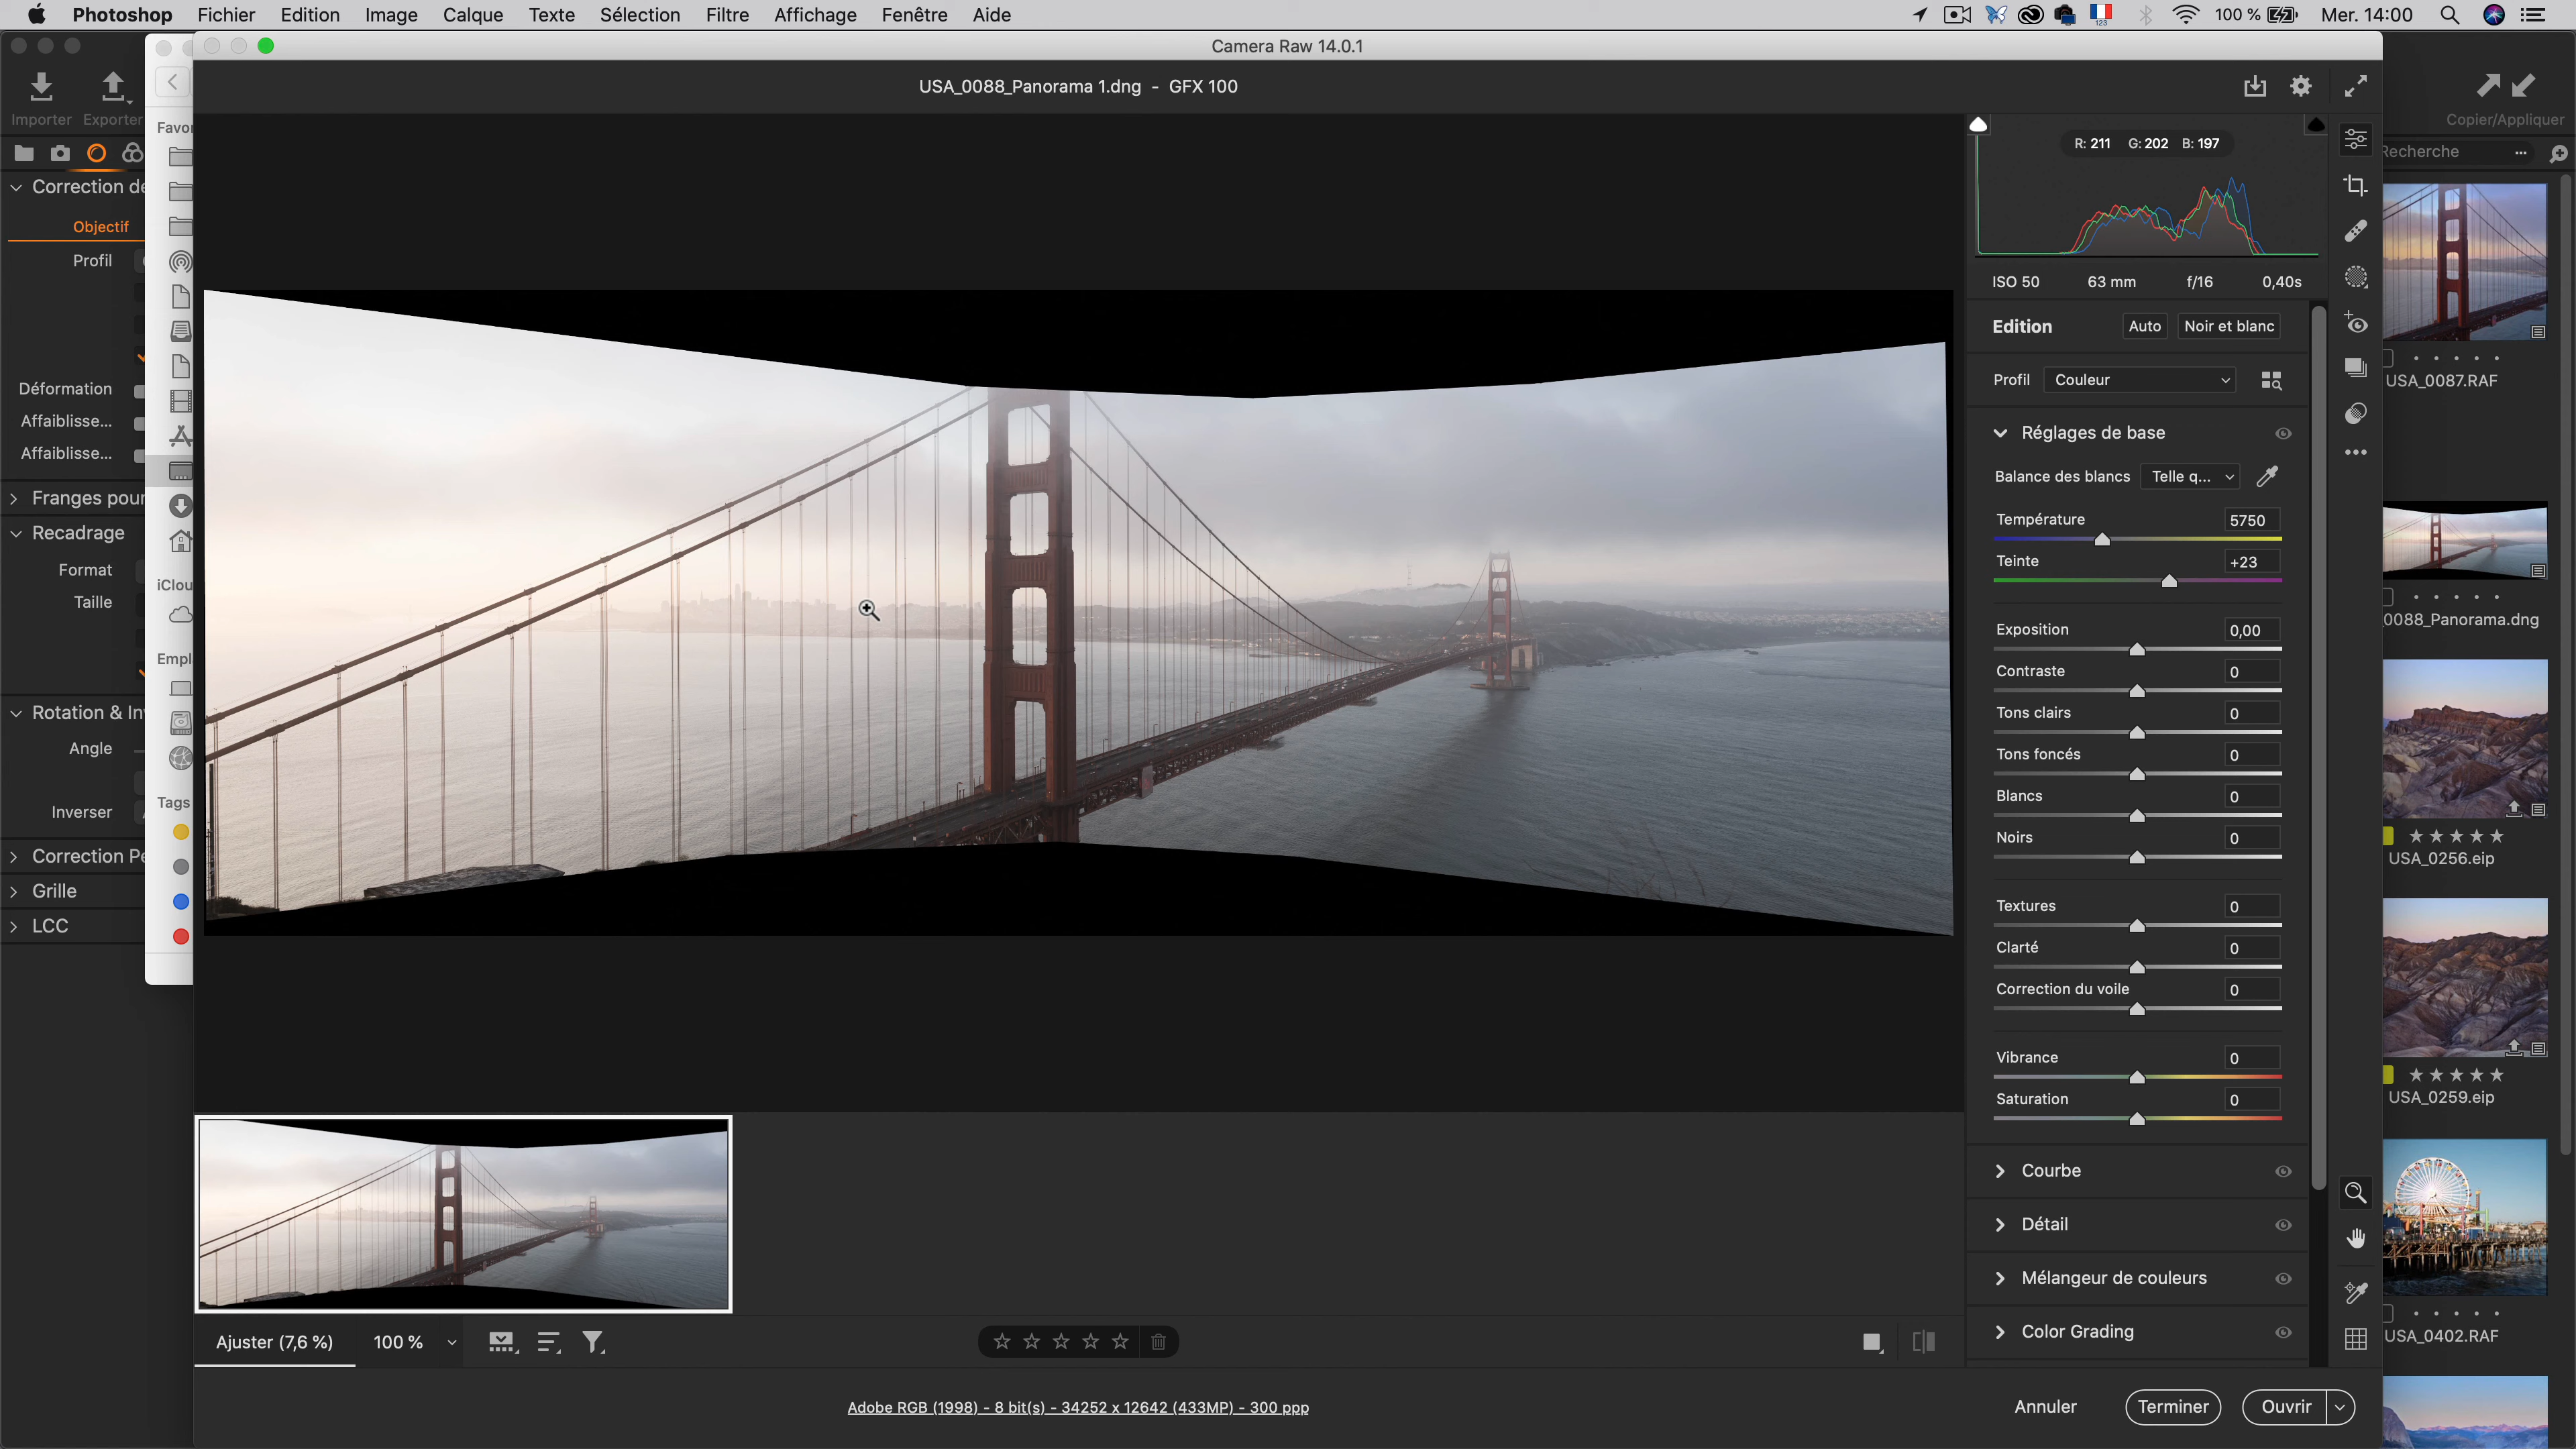 Photoshop Fichier Edition Image Calque Texte Sélection Filtre Affichage Fenêtre Aide
123 100 % Mer. 14:00
Camera Raw 14.0.1
USA_0088_Panorama 1.dng - GFX 100
Importer Exporter
Copier/Appliquer
Recherche
Correction de
Objectif
Profil
Déformation
Affaiblisse...
Affaiblisse...
Franges pour
Recadrage
Format
Taille
Rotation & In
Angle
Inverser
Correction Pe
Grille
LCC
Favor
iClou
Empl
Tags
R: 211 G: 202 B: 197
ISO 50 63 mm f/16 0,40s
Edition Auto Noir et blanc
Profil Couleur
Réglages de base
Balance des blancs Telle q...
Température 5750
Teinte +23
Exposition 0,00
Contraste 0
Tons clairs 0
Tons foncés 0
Blancs 0
Noirs 0
Textures 0
Clarté 0
Correction du voile 0
Vibrance 0
Saturation 0
Courbe
Détail
Mélangeur de couleurs
Color Grading
USA_0087.RAF
0088_Panorama.dng
USA_0256.eip
USA_0259.eip
USA_0402.RAF
Ajuster (7,6 %) 100 %
Adobe RGB (1998) - 8 bit(s) - 34252 x 12642 (433MP) - 300 ppp
Annuler Terminer Ouvrir